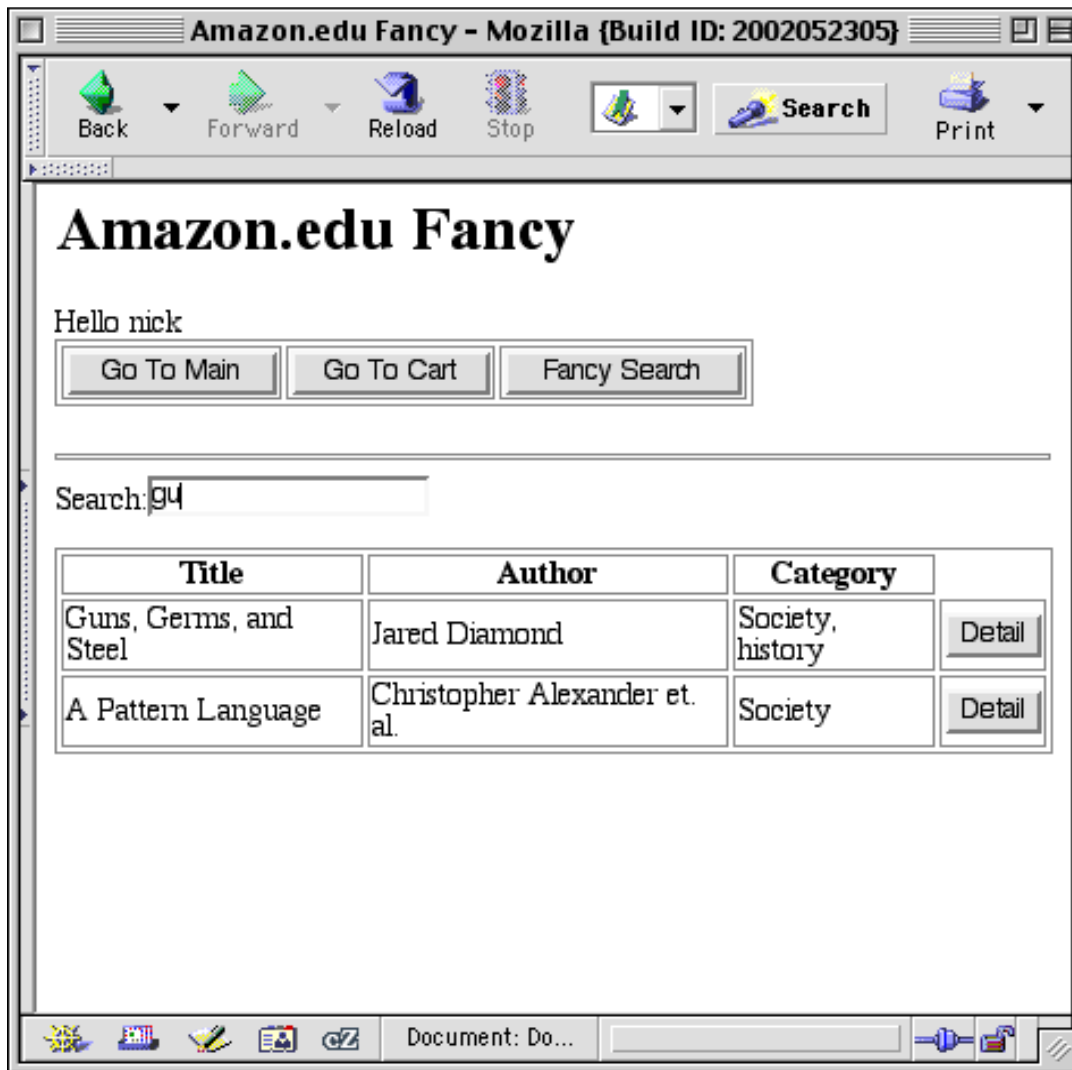 Amazon.edu Fancy - Mozilla {Build ID: 2002052305}
Back Forward Reload Stop Search Print
Amazon.edu Fancy
Hello nick
Go To Main Go To Cart Fancy Search
Search: gu
Title Author Category
Guns, Germs, and
Steel
Jared Diamond
Society,
history
Detail
A Pattern Language
Christopher Alexander et.
al.
Society
Detail
cZ Document: Do...